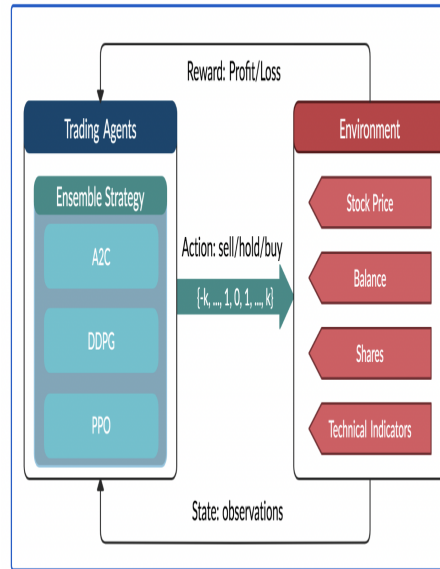 Reward: Profit/Loss
Trading Agents
Environment
Ensemble Strategy
A2C
DDPG
PPO
Action: sell/hold/buy
{-k, ..., 1, 0, 1, ..., k}
Stock Price
Balance
Shares
Technical Indicators
State: observations